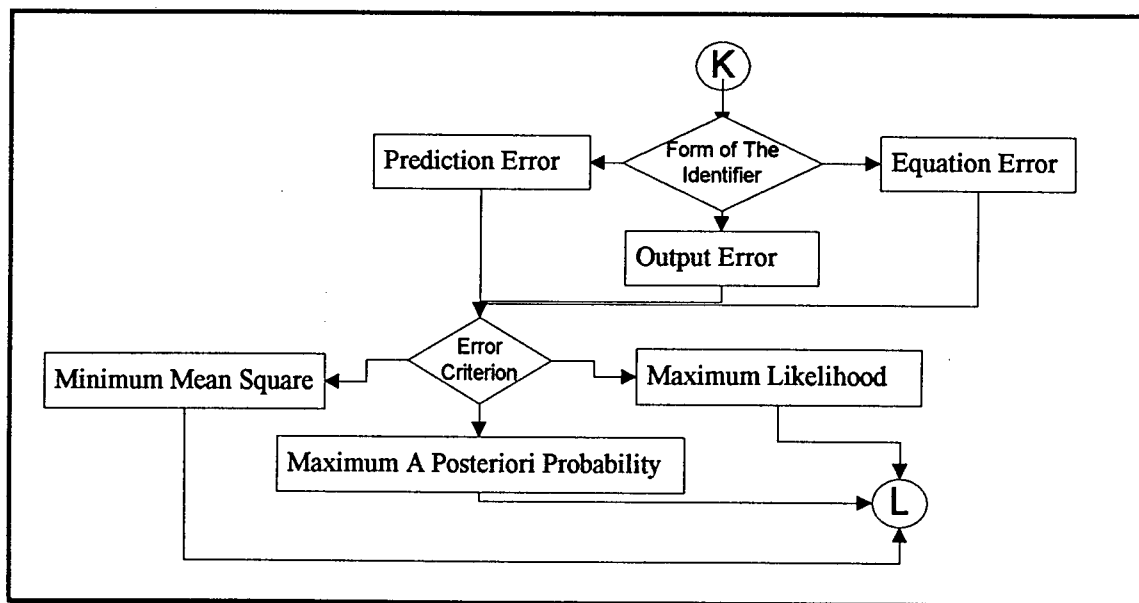 K
Form of The
Identifier
Prediction Error
Equation Error
Output Error
Error
Criterion
Minimum Mean Square
Maximum Likelihood
Maximum A Posteriori Probability
L